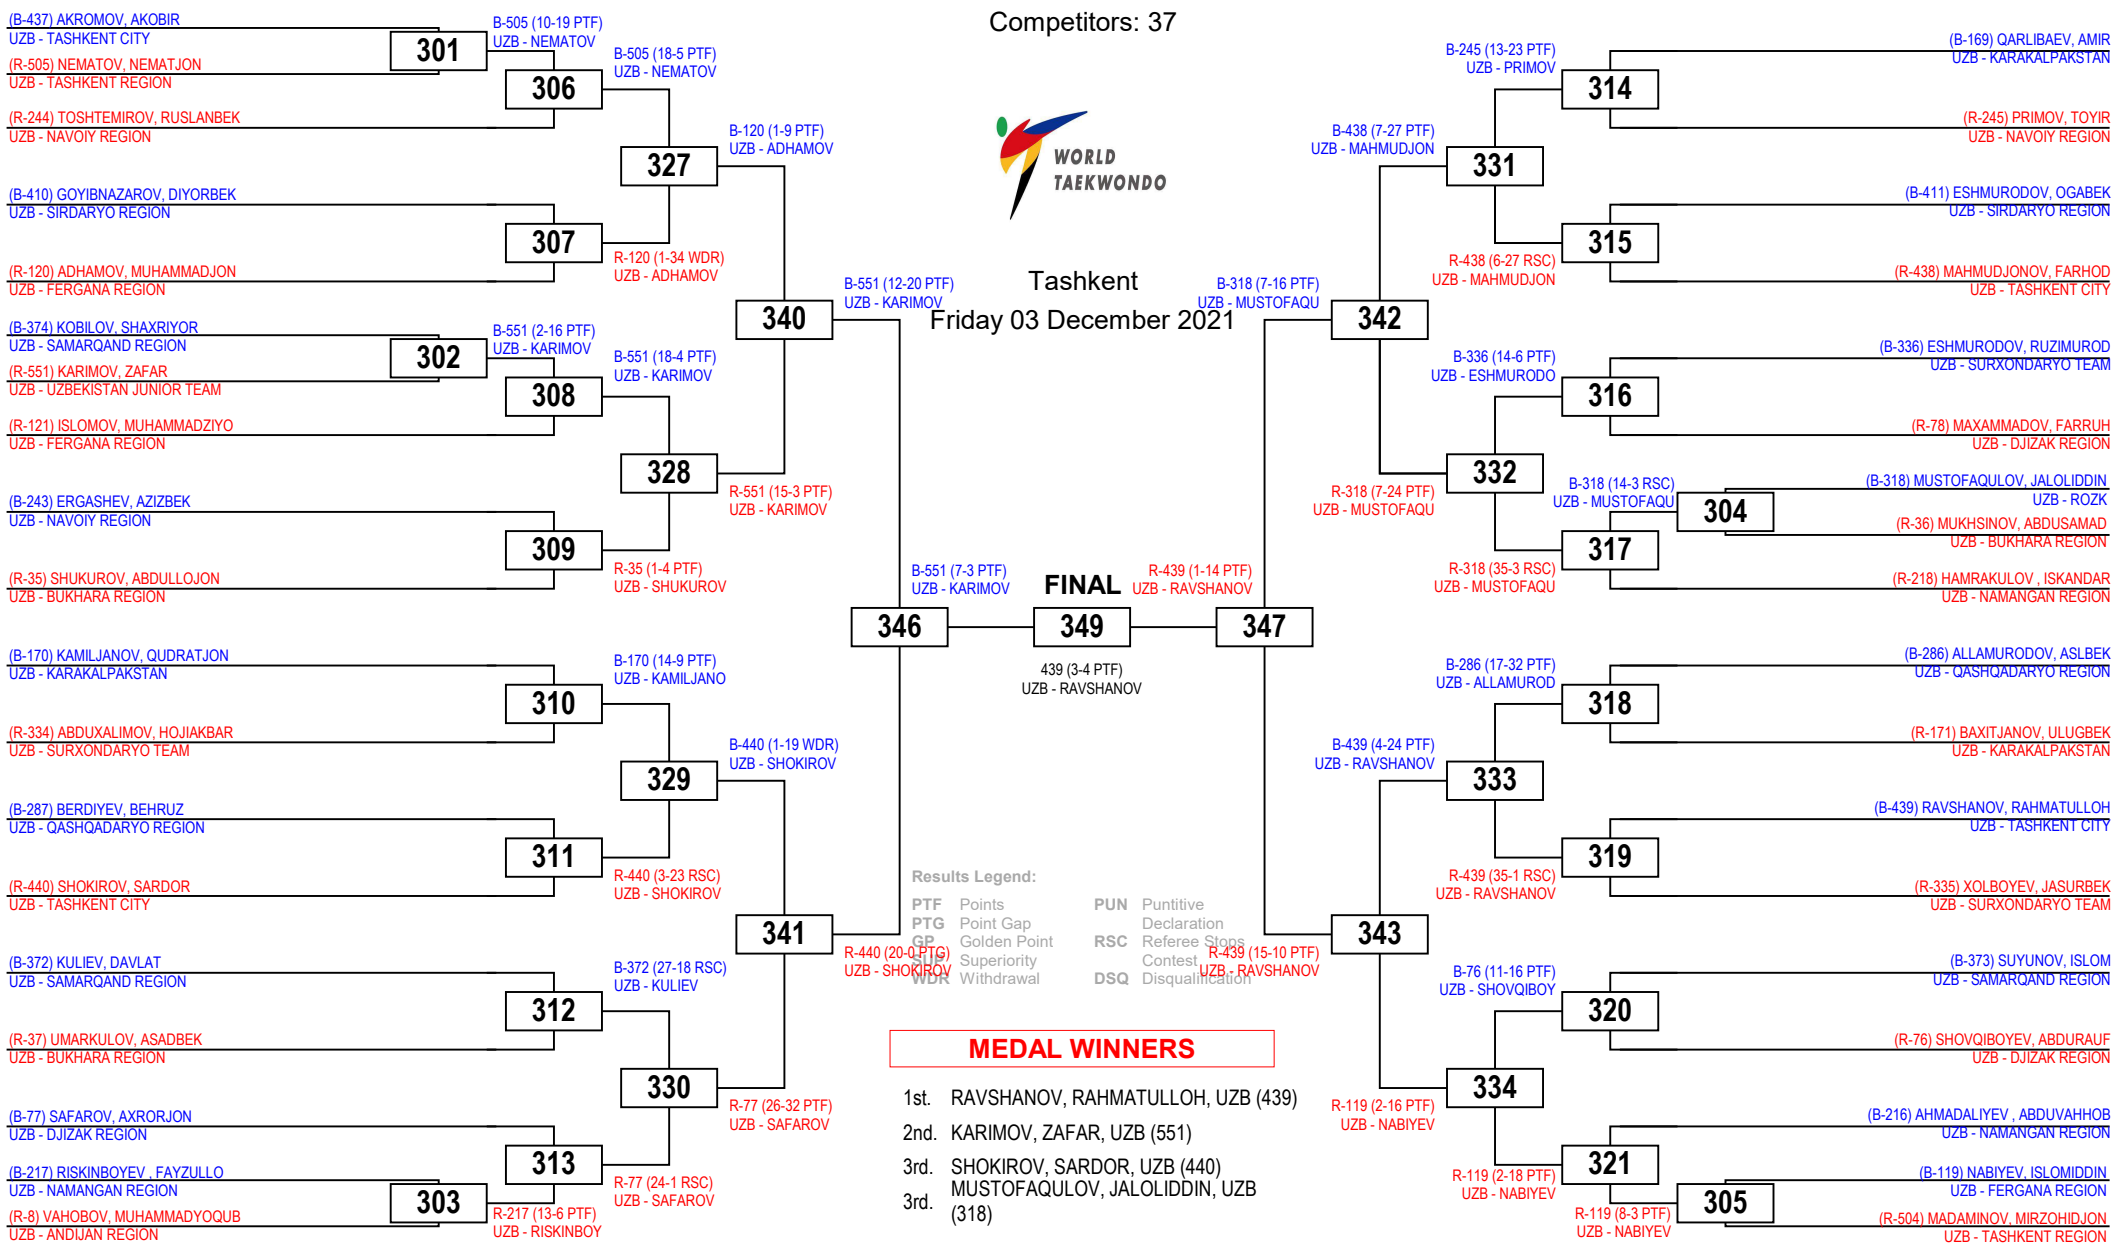 Competitors: 37
WORLD
TAEKWONDO
Tashkent
Friday 03 December 2021
(B-437) AKROMOV, AKOBIR
UZB - TASHKENT CITY
301
(R-505) NEMATOV, NEMATJON
UZB - TASHKENT REGION
B-505 (10-19 PTF)
UZB - NEMATOV
306
(R-244) TOSHTEMIROV, RUSLANBEK
UZB - NAVOIY REGION
B-505 (18-5 PTF)
UZB - NEMATOV
327
(B-410) GOYIBNAZAROV, DIYORBEK
UZB - SIRDARYO REGION
307
(R-120) ADHAMOV, MUHAMMADJON
UZB - FERGANA REGION
R-120 (1-34 WDR)
UZB - ADHAMOV
B-120 (1-9 PTF)
UZB - ADHAMOV
340
(B-374) KOBILOV, SHAXRIYOR
UZB - SAMARQAND REGION
302
(R-551) KARIMOV, ZAFAR
UZB - UZBEKISTAN JUNIOR TEAM
B-551 (2-16 PTF)
UZB - KARIMOV
308
(R-121) ISLOMOV, MUHAMMADZIYO
UZB - FERGANA REGION
B-551 (18-4 PTF)
UZB - KARIMOV
328
(B-243) ERGASHEV, AZIZBEK
UZB - NAVOIY REGION
309
(R-35) SHUKUROV, ABDULLOJON
UZB - BUKHARA REGION
R-35 (1-4 PTF)
UZB - SHUKUROV
R-551 (15-3 PTF)
UZB - KARIMOV
B-551 (12-20 PTF)
UZB - KARIMOV
346
(B-170) KAMILJANOV, QUDRATJON
UZB - KARAKALPAKSTAN
310
(R-334) ABDUXALIMOV, HOJIAKBAR
UZB - SURXONDARYO TEAM
B-170 (14-9 PTF)
UZB - KAMILJANO
329
(B-287) BERDIYEV, BEHRUZ
UZB - QASHQADARYO REGION
311
(R-440) SHOKIROV, SARDOR
UZB - TASHKENT CITY
R-440 (3-23 RSC)
UZB - SHOKIROV
B-440 (1-19 WDR)
UZB - SHOKIROV
341
(B-372) KULIEV, DAVLAT
UZB - SAMARQAND REGION
312
(R-37) UMARKULOV, ASADBEK
UZB - BUKHARA REGION
B-372 (27-18 RSC)
UZB - KULIEV
330
(B-77) SAFAROV, AXRORJON
UZB - DJIZAK REGION
313
(B-217) RISKINBOYEV , FAYZULLO
UZB - NAMANGAN REGION
303
(R-8) VAHOBOV, MUHAMMADYOQUB
UZB - ANDIJAN REGION
R-217 (13-6 PTF)
UZB - RISKINBOY
R-77 (24-1 RSC)
UZB - SAFAROV
R-77 (26-32 PTF)
UZB - SAFAROV
R-440 (20-0 PTG)
UZB - SHOKIROV
B-551 (7-3 PTF)
UZB - KARIMOV
FINAL
349
439 (3-4 PTF)
UZB - RAVSHANOV
R-439 (1-14 PTF)
UZB - RAVSHANOV
347
B-318 (7-16 PTF)
UZB - MUSTOFAQU
342
B-438 (7-27 PTF)
UZB - MAHMUDJON
331
B-245 (13-23 PTF)
UZB - PRIMOV
314
(B-169) QARLIBAEV, AMIR
UZB - KARAKALPAKSTAN
(R-245) PRIMOV, TOYIR
UZB - NAVOIY REGION
(B-411) ESHMURODOV, OGABEK
UZB - SIRDARYO REGION
315
R-438 (6-27 RSC)
UZB - MAHMUDJON
(R-438) MAHMUDJONOV, FARHOD
UZB - TASHKENT CITY
B-336 (14-6 PTF)
UZB - ESHMURODO
316
(B-336) ESHMURODOV, RUZIMUROD
UZB - SURXONDARYO TEAM
(R-78) MAXAMMADOV, FARRUH
UZB - DJIZAK REGION
332
R-318 (7-24 PTF)
UZB - MUSTOFAQU
B-318 (14-3 RSC)
UZB - MUSTOFAQU
304
(B-318) MUSTOFAQULOV, JALOLIDDIN
UZB - ROZK
(R-36) MUKHSINOV, ABDUSAMAD
UZB - BUKHARA REGION
317
R-318 (35-3 RSC)
UZB - MUSTOFAQU
(R-218) HAMRAKULOV , ISKANDAR
UZB - NAMANGAN REGION
B-286 (17-32 PTF)
UZB - ALLAMUROD
318
(B-286) ALLAMURODOV, ASLBEK
UZB - QASHQADARYO REGION
(R-171) BAXITJANOV, ULUGBEK
UZB - KARAKALPAKSTAN
B-439 (4-24 PTF)
UZB - RAVSHANOV
333
(B-439) RAVSHANOV, RAHMATULLOH
UZB - TASHKENT CITY
319
R-439 (35-1 RSC)
UZB - RAVSHANOV
(R-335) XOLBOYEV, JASURBEK
UZB - SURXONDARYO TEAM
343
R-439 (15-10 PTF)
UZB - RAVSHANOV
B-76 (11-16 PTF)
UZB - SHOVQIBOY
320
(B-373) SUYUNOV, ISLOM
UZB - SAMARQAND REGION
(R-76) SHOVQIBOYEV, ABDURAUF
UZB - DJIZAK REGION
334
R-119 (2-16 PTF)
UZB - NABIYEV
(B-216) AHMADALIYEV , ABDUVAHHOB
UZB - NAMANGAN REGION
321
R-119 (2-18 PTF)
UZB - NABIYEV
(B-119) NABIYEV, ISLOMIDDIN
UZB - FERGANA REGION
305
R-119 (8-3 PTF)
UZB - NABIYEV
(R-504) MADAMINOV, MIRZOHIDJON
UZB - TASHKENT REGION
Results Legend:
PTF Points
PTG Point Gap
GP Golden Point
SUP Superiority
WDR Withdrawal
PUN Puntitive
Declaration
RSC Referee Stops
Contest
DSQ Disqualification
MEDAL WINNERS
1st. RAVSHANOV, RAHMATULLOH, UZB (439)
2nd. KARIMOV, ZAFAR, UZB (551)
3rd. SHOKIROV, SARDOR, UZB (440)
3rd. MUSTOFAQULOV, JALOLIDDIN, UZB
(318)